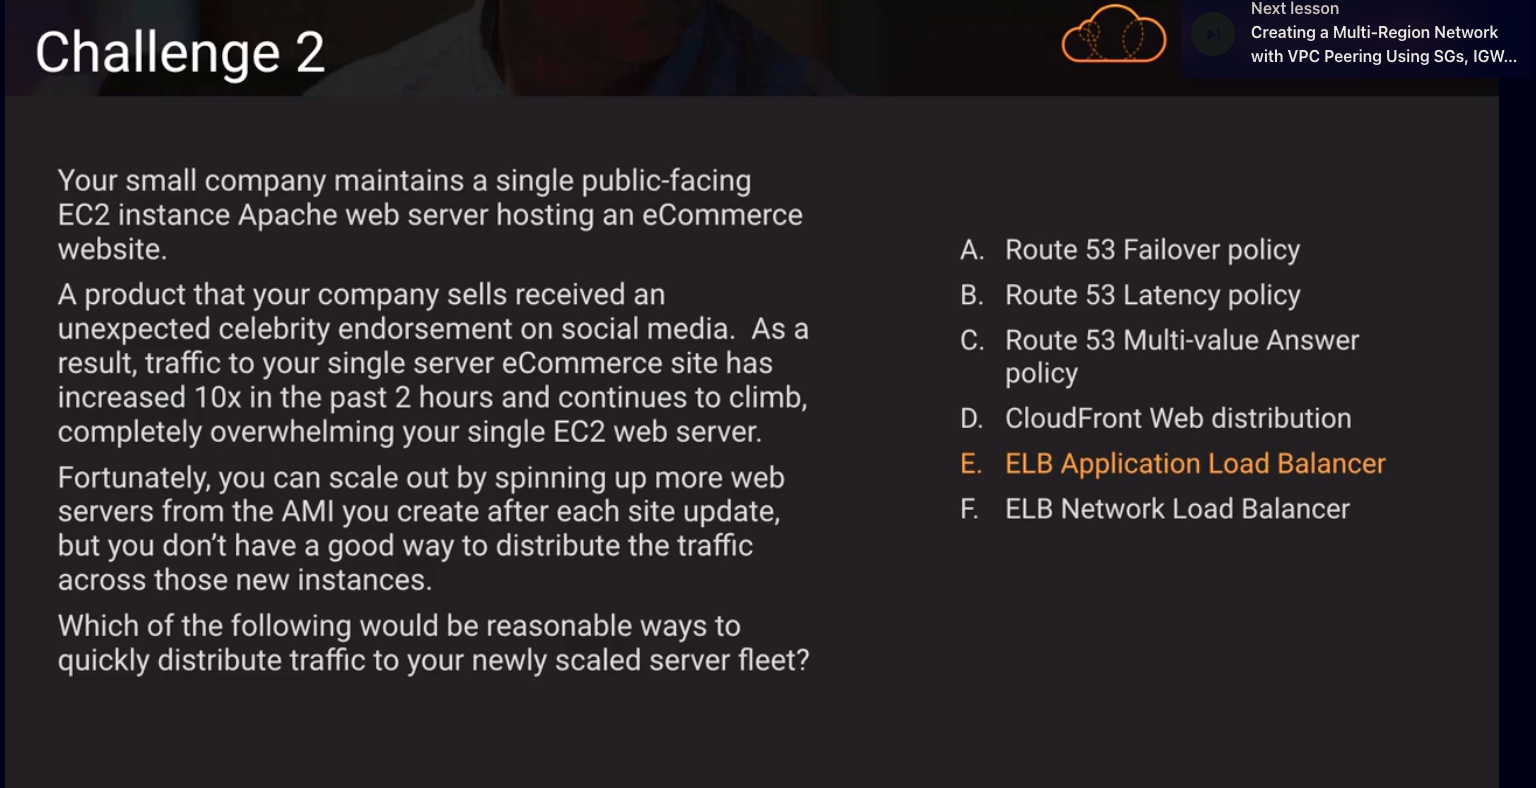 Challenge 2
Next lesson
Creating a Multi-Region Network
with VPC Peering Using SGs, IGW...
Your small company maintains a single public-facing
EC2 instance Apache web server hosting an eCommerce
website.
A product that your company sells received an
unexpected celebrity endorsement on social media.  As a
result, traffic to your single server eCommerce site has
increased 10x in the past 2 hours and continues to climb,
completely overwhelming your single EC2 web server.
Fortunately, you can scale out by spinning up more web
servers from the AMI you create after each site update,
but you don’t have a good way to distribute the traffic
across those new instances.
Which of the following would be reasonable ways to
quickly distribute traffic to your newly scaled server fleet?
A. Route 53 Failover policy
B. Route 53 Latency policy
C. Route 53 Multi-value Answer
policy
D. CloudFront Web distribution
E. ELB Application Load Balancer
F. ELB Network Load Balancer